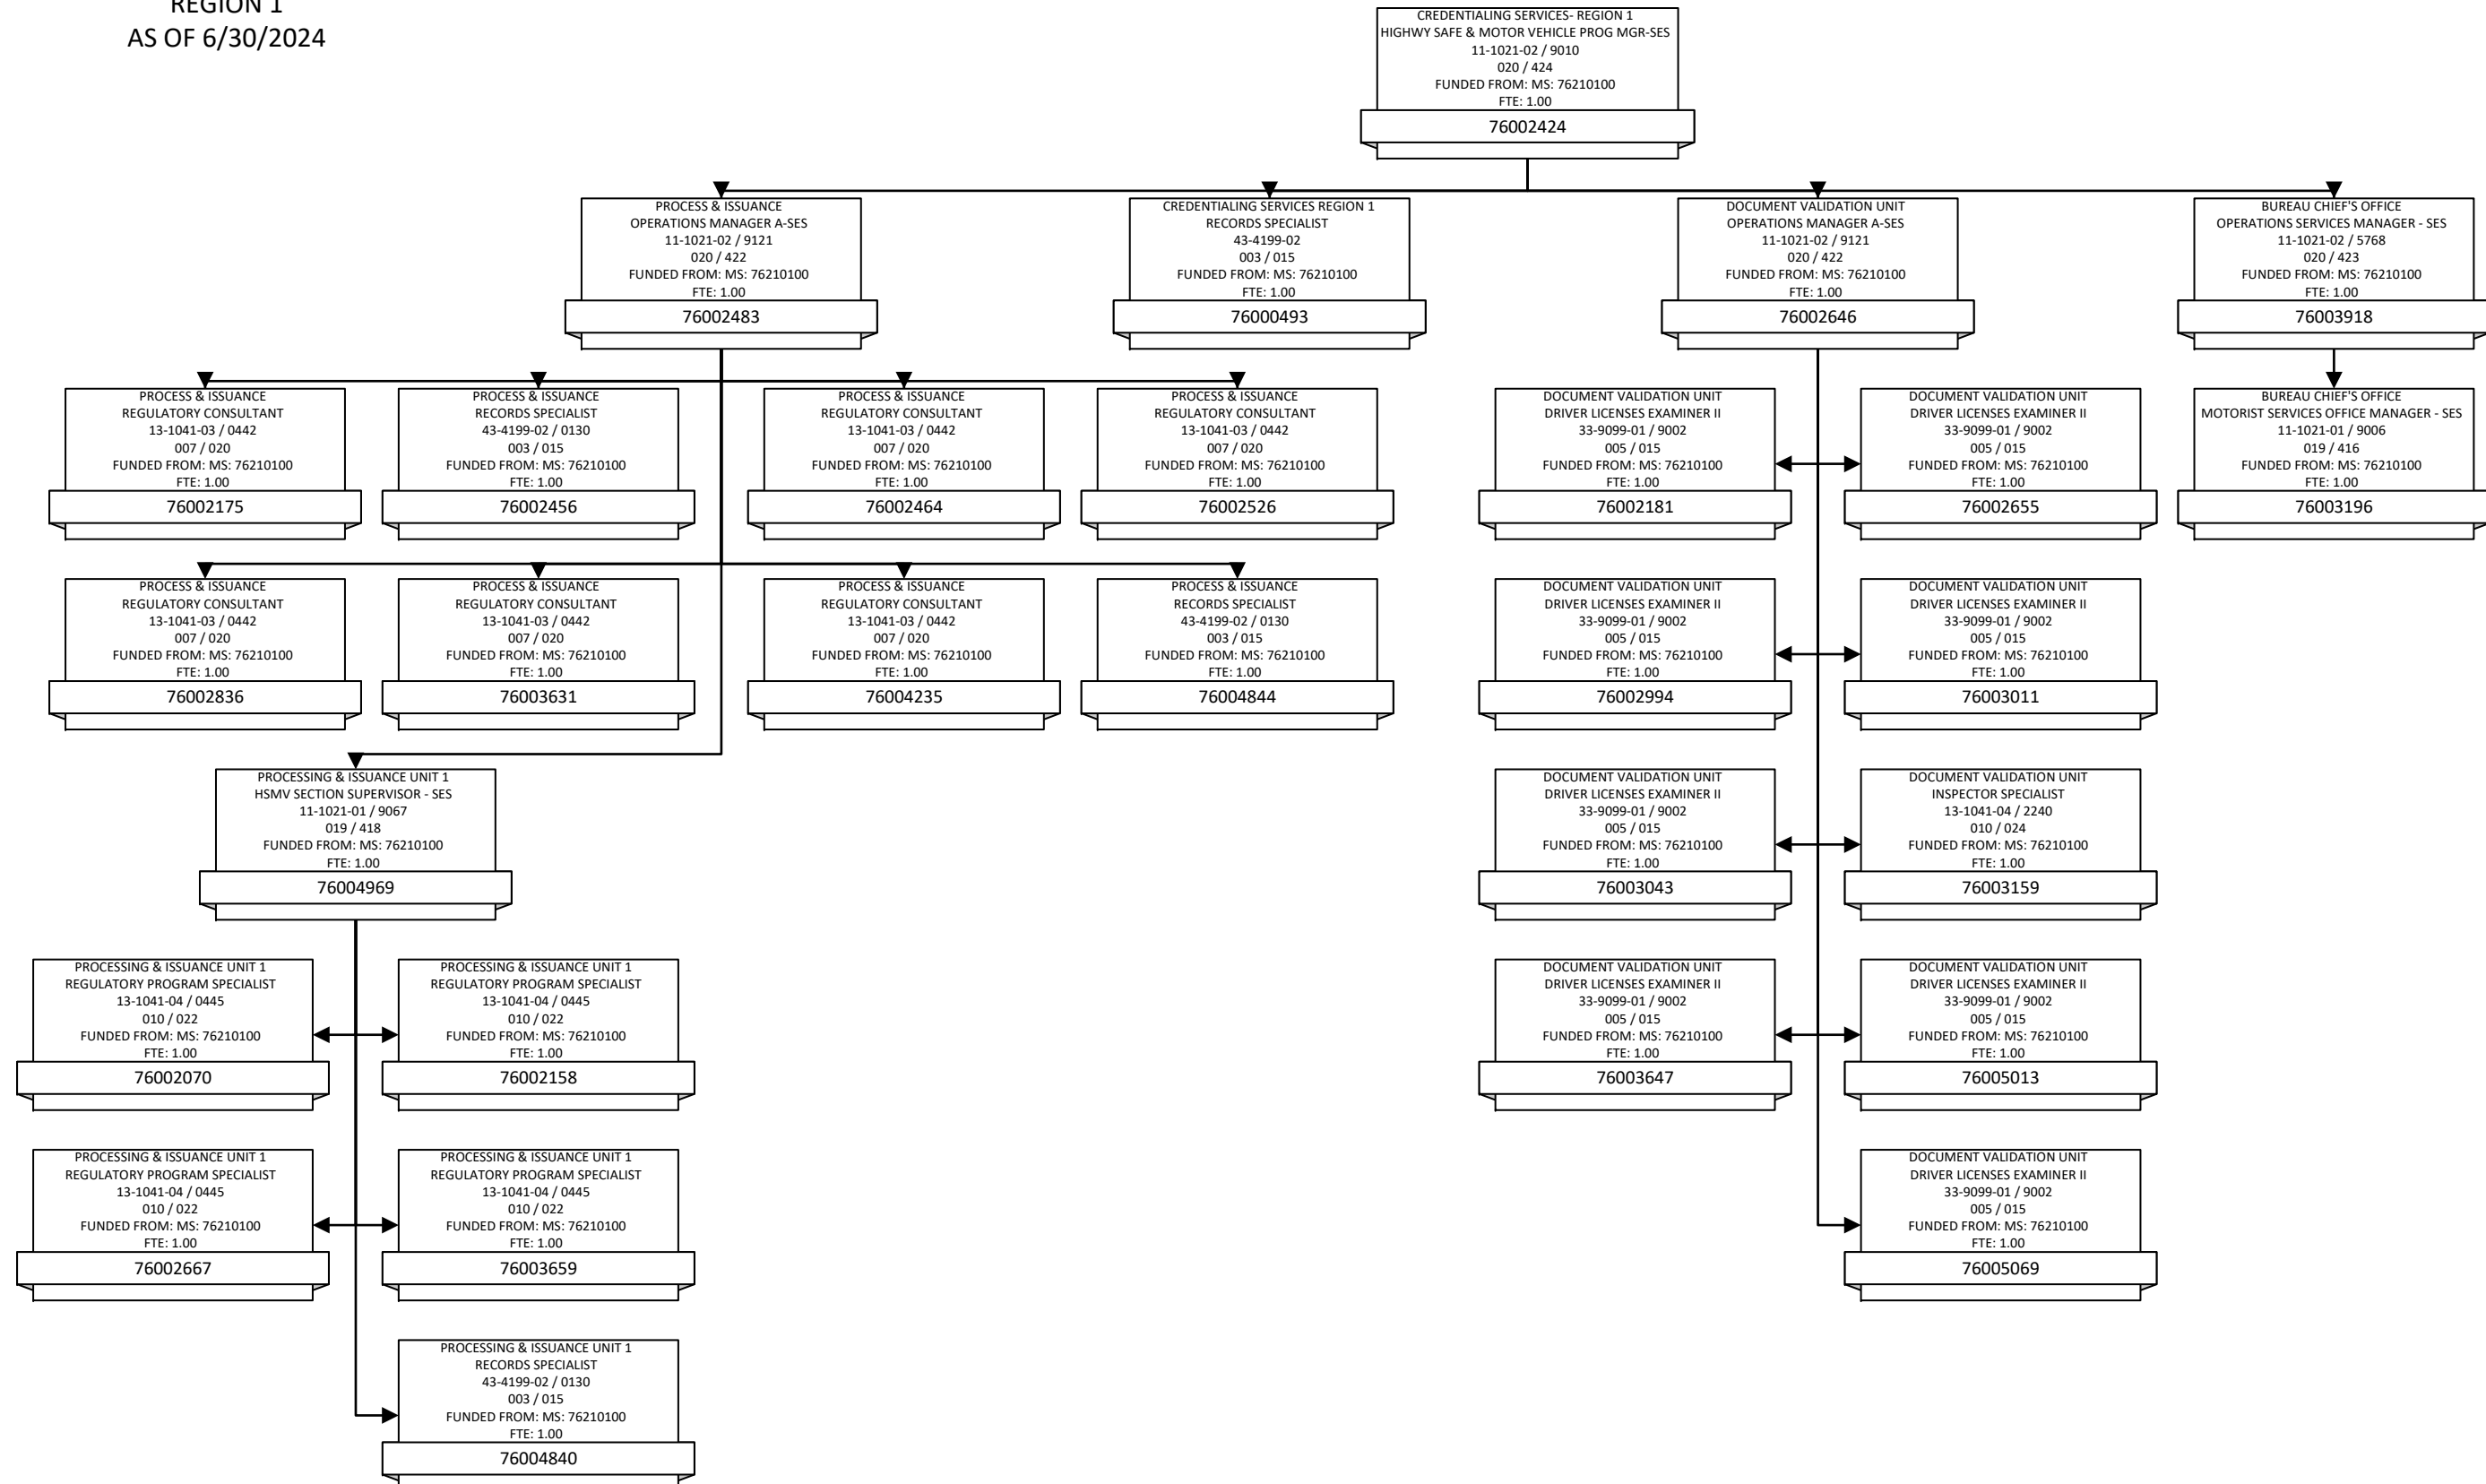 REGION 1
AS OF 6/30/2024
CREDENTIALING SERVICES- REGION 1
HIGHWY SAFE & MOTOR VEHICLE PROG MGR-SES
11-1021-02 / 9010
020 / 424
FUNDED FROM: MS: 76210100
FTE: 1.00
76002424
PROCESS & ISSUANCE
OPERATIONS MANAGER A-SES
11-1021-02 / 9121
020 / 422
FUNDED FROM: MS: 76210100
FTE: 1.00
76002483
CREDENTIALING SERVICES REGION 1
RECORDS SPECIALIST
43-4199-02
003 / 015
FUNDED FROM: MS: 76210100
FTE: 1.00
76000493
DOCUMENT VALIDATION UNIT
OPERATIONS MANAGER A-SES
11-1021-02 / 9121
020 / 422
FUNDED FROM: MS: 76210100
FTE: 1.00
76002646
BUREAU CHIEF'S OFFICE
OPERATIONS SERVICES MANAGER - SES
11-1021-02 / 5768
020 / 423
FUNDED FROM: MS: 76210100
FTE: 1.00
76003918
PROCESS & ISSUANCE
REGULATORY CONSULTANT
13-1041-03 / 0442
007 / 020
FUNDED FROM: MS: 76210100
FTE: 1.00
76002175
PROCESS & ISSUANCE
RECORDS SPECIALIST
43-4199-02 / 0130
003 / 015
FUNDED FROM: MS: 76210100
FTE: 1.00
76002456
PROCESS & ISSUANCE
REGULATORY CONSULTANT
13-1041-03 / 0442
007 / 020
FUNDED FROM: MS: 76210100
FTE: 1.00
76002464
PROCESS & ISSUANCE
REGULATORY CONSULTANT
13-1041-03 / 0442
007 / 020
FUNDED FROM: MS: 76210100
FTE: 1.00
76002526
DOCUMENT VALIDATION UNIT
DRIVER LICENSES EXAMINER II
33-9099-01 / 9002
005 / 015
FUNDED FROM: MS: 76210100
FTE: 1.00
76002181
DOCUMENT VALIDATION UNIT
DRIVER LICENSES EXAMINER II
33-9099-01 / 9002
005 / 015
FUNDED FROM: MS: 76210100
FTE: 1.00
76002655
BUREAU CHIEF'S OFFICE
MOTORIST SERVICES OFFICE MANAGER - SES
11-1021-01 / 9006
019 / 416
FUNDED FROM: MS: 76210100
FTE: 1.00
76003196
PROCESS & ISSUANCE
REGULATORY CONSULTANT
13-1041-03 / 0442
007 / 020
FUNDED FROM: MS: 76210100
FTE: 1.00
76002836
PROCESS & ISSUANCE
REGULATORY CONSULTANT
13-1041-03 / 0442
007 / 020
FUNDED FROM: MS: 76210100
FTE: 1.00
76003631
PROCESS & ISSUANCE
REGULATORY CONSULTANT
13-1041-03 / 0442
007 / 020
FUNDED FROM: MS: 76210100
FTE: 1.00
76004235
PROCESS & ISSUANCE
RECORDS SPECIALIST
43-4199-02 / 0130
003 / 015
FUNDED FROM: MS: 76210100
FTE: 1.00
76004844
DOCUMENT VALIDATION UNIT
DRIVER LICENSES EXAMINER II
33-9099-01 / 9002
005 / 015
FUNDED FROM: MS: 76210100
FTE: 1.00
76002994
DOCUMENT VALIDATION UNIT
DRIVER LICENSES EXAMINER II
33-9099-01 / 9002
005 / 015
FUNDED FROM: MS: 76210100
FTE: 1.00
76003011
PROCESSING & ISSUANCE UNIT 1
HSMV SECTION SUPERVISOR - SES
11-1021-01 / 9067
019 / 418
FUNDED FROM: MS: 76210100
FTE: 1.00
76004969
DOCUMENT VALIDATION UNIT
DRIVER LICENSES EXAMINER II
33-9099-01 / 9002
005 / 015
FUNDED FROM: MS: 76210100
FTE: 1.00
76003043
DOCUMENT VALIDATION UNIT
INSPECTOR SPECIALIST
13-1041-04 / 2240
010 / 024
FUNDED FROM: MS: 76210100
FTE: 1.00
76003159
PROCESSING & ISSUANCE UNIT 1
REGULATORY PROGRAM SPECIALIST
13-1041-04 / 0445
010 / 022
FUNDED FROM: MS: 76210100
FTE: 1.00
76002070
PROCESSING & ISSUANCE UNIT 1
REGULATORY PROGRAM SPECIALIST
13-1041-04 / 0445
010 / 022
FUNDED FROM: MS: 76210100
FTE: 1.00
76002158
DOCUMENT VALIDATION UNIT
DRIVER LICENSES EXAMINER II
33-9099-01 / 9002
005 / 015
FUNDED FROM: MS: 76210100
FTE: 1.00
76003647
DOCUMENT VALIDATION UNIT
DRIVER LICENSES EXAMINER II
33-9099-01 / 9002
005 / 015
FUNDED FROM: MS: 76210100
FTE: 1.00
76005013
PROCESSING & ISSUANCE UNIT 1
REGULATORY PROGRAM SPECIALIST
13-1041-04 / 0445
010 / 022
FUNDED FROM: MS: 76210100
FTE: 1.00
76002667
PROCESSING & ISSUANCE UNIT 1
REGULATORY PROGRAM SPECIALIST
13-1041-04 / 0445
010 / 022
FUNDED FROM: MS: 76210100
FTE: 1.00
76003659
DOCUMENT VALIDATION UNIT
DRIVER LICENSES EXAMINER II
33-9099-01 / 9002
005 / 015
FUNDED FROM: MS: 76210100
FTE: 1.00
76005069
PROCESSING & ISSUANCE UNIT 1
RECORDS SPECIALIST
43-4199-02 / 0130
003 / 015
FUNDED FROM: MS: 76210100
FTE: 1.00
76004840